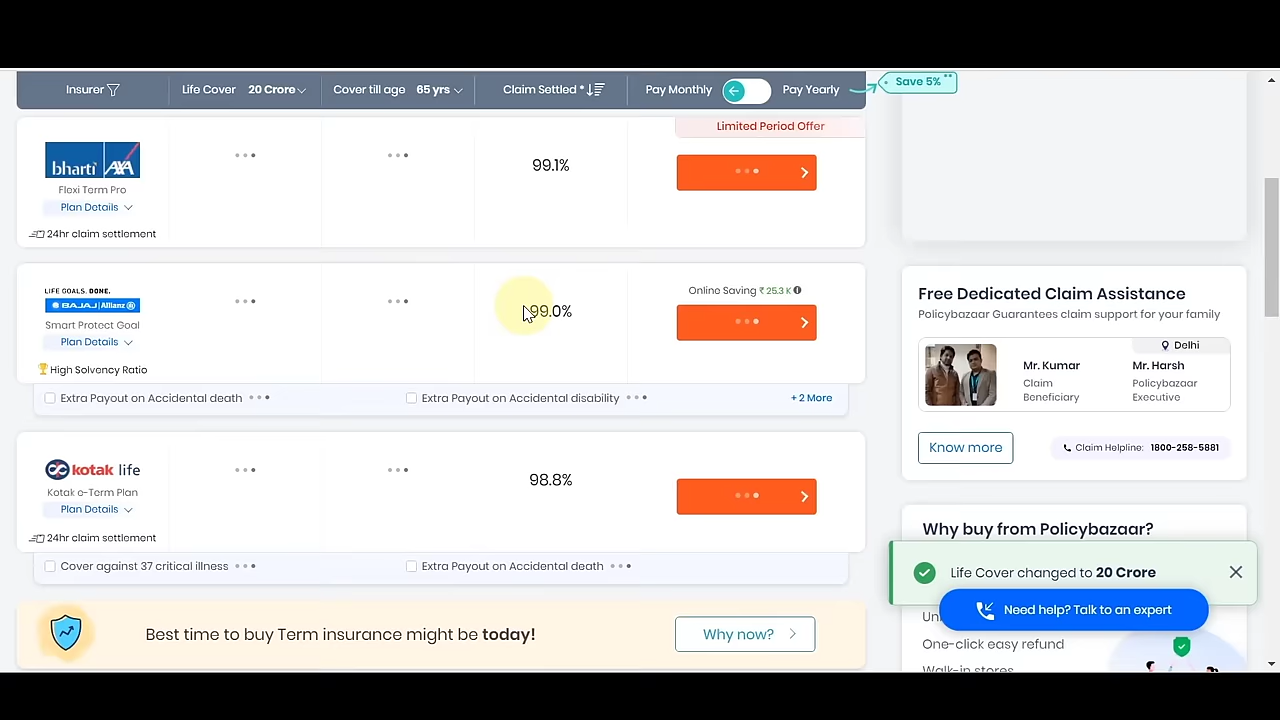 Insurer
Life Cover 20 Crore
Cover till age 65 yrs
Claim Settled *
Pay Monthly
Pay Yearly
Save 5%
Limited Period Offer
bharti AXA
99.1%
Flexi Term Pro
Plan Details
24hr claim settlement
LIFE GOALS. DONE.
BAJAJ Allianz
99.0%
Online Saving ₹ 25.3 K
Smart Protect Goal
Plan Details
High Solvency Ratio
Extra Payout on Accidental death
Extra Payout on Accidental disability
+ 2 More
kotak life
98.8%
Kotak e-Term Plan
Plan Details
24hr claim settlement
Cover against 37 critical illness
Extra Payout on Accidental death
Best time to buy Term insurance might be today!
Why now?
Free Dedicated Claim Assistance
Policybazaar Guarantees claim support for your family
Delhi
Mr. Kumar
Claim
Beneficiary
Mr. Harsh
Policybazaar
Executive
Know more
Claim Helpline: 1800-258-5881
Why buy from Policybazaar?
Life Cover changed to 20 Crore
Need help? Talk to an expert
One-click easy refund
Walk-in stores